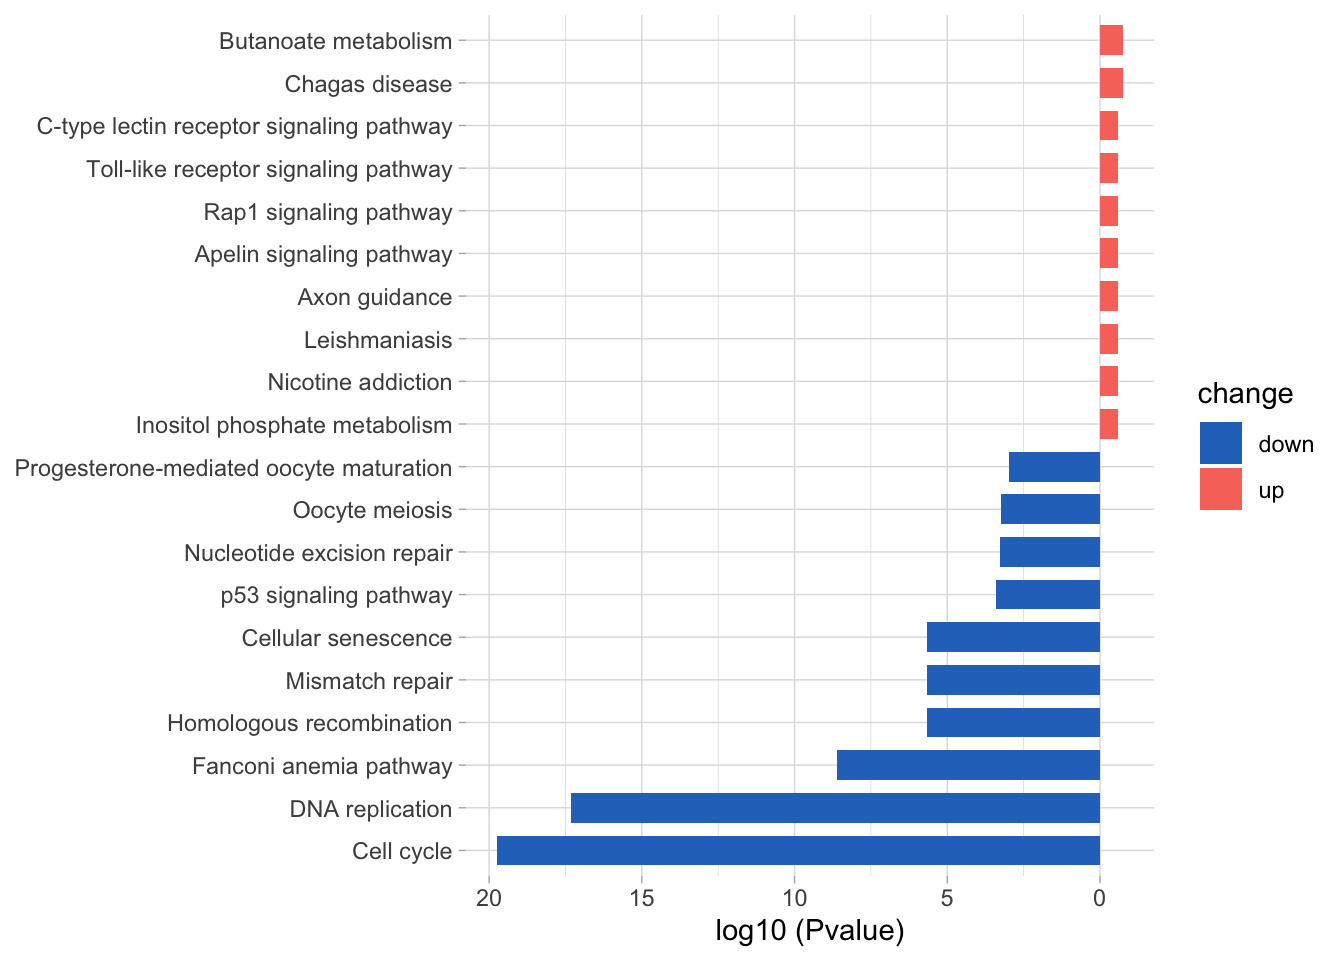 Butanoate metabolism
Chagas disease
C-type lectin receptor signaling pathway
Toll-like receptor signaling pathway
Rap1 signaling pathway
Apelin signaling pathway
Axon guidance
Leishmaniasis
Nicotine addiction
Inositol phosphate metabolism
Progesterone-mediated oocyte maturation
Oocyte meiosis
Nucleotide excision repair
p53 signaling pathway
Cellular senescence
Mismatch repair
Homologous recombination
Fanconi anemia pathway
DNA replication
Cell cycle
20 15 10 5 0
log10 (Pvalue)
change
down
up